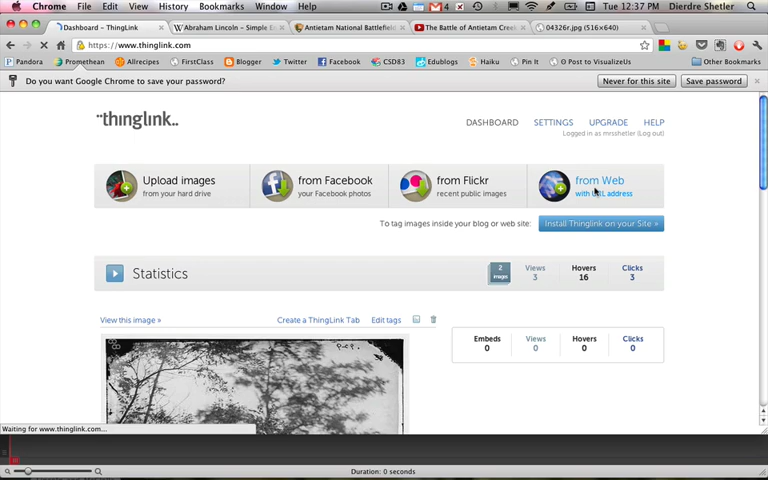 Chrome File Edit View History Bookmarks Window Help 4 Tue 12:37 PM Dierdre Shetler
Dashboard - ThingLink Abraham Lincoln - Simple E Antietam National Battlefield The Battle of Antietam Creek 04326r.jpg (516×640)
https://www.thinglink.com
Pandora Promethean Allrecipes FirstClass Blogger Twitter Facebook CSD83 Edublogs Haiku Pin It Post to VisualizeUs Other Bookmarks
Do you want Google Chrome to save your password? Never for this site Save password
thinglink..
DASHBOARD SETTINGS UPGRADE HELP
Logged in as mrsshetler (Log out)
Upload images from Facebook from Flickr from Web
from your hard drive your Facebook photos recent public images with URL address
To tag images inside your blog or web site: Install Thinglink on your Site »
Statistics 2 images Views 3 Hovers 16 Clicks 3
View this image » Create a ThingLink Tab Edit tags
Embeds Views Hovers Clicks
0 0 0 0
Waiting for www.thinglink.com...
Duration: 0 seconds